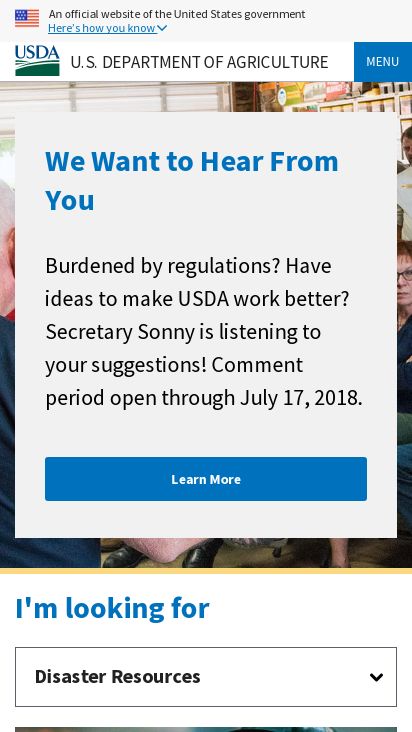 An official website of the United States government
Here's how you know
USDA
U.S. DEPARTMENT OF AGRICULTURE
MENU
We Want to Hear From
You
Burdened by regulations? Have
ideas to make USDA work better?
Secretary Sonny is listening to
your suggestions! Comment
period open through July 17, 2018.
Learn More
I'm looking for
Disaster Resources